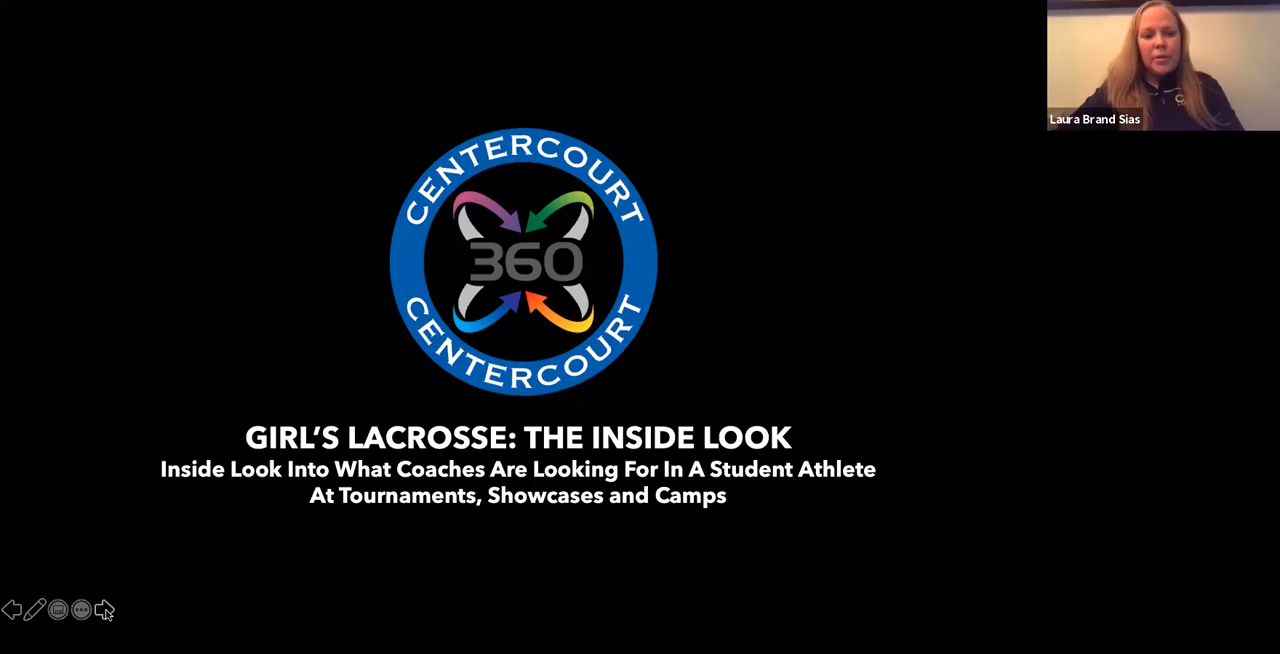 CENTERCOURT
360
CENTERCOURT
GIRL'S LACROSSE: THE INSIDE LOOK
Inside Look Into What Coaches Are Looking For In A Student Athlete
At Tournaments, Showcases and Camps
Laura Brand Sias